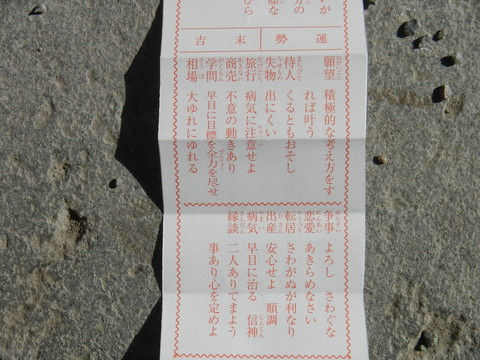 運勢 末吉
願望 積極的な考え方をす
れば叶う
待人 くるともおそし
失物 出にくい
旅行 病気に注意せよ
商売 不意の動きあり
学問 早目に目標を全力を尽せ
相場 大ゆれにゆれる
争事 よろし さわぐな
恋愛 あきらめなさい
転居 さわがぬが利なり
出産 安心せよ 順調
病気 早目に治る 信神
縁談 二人ありてまよう
事あり心を定めよ